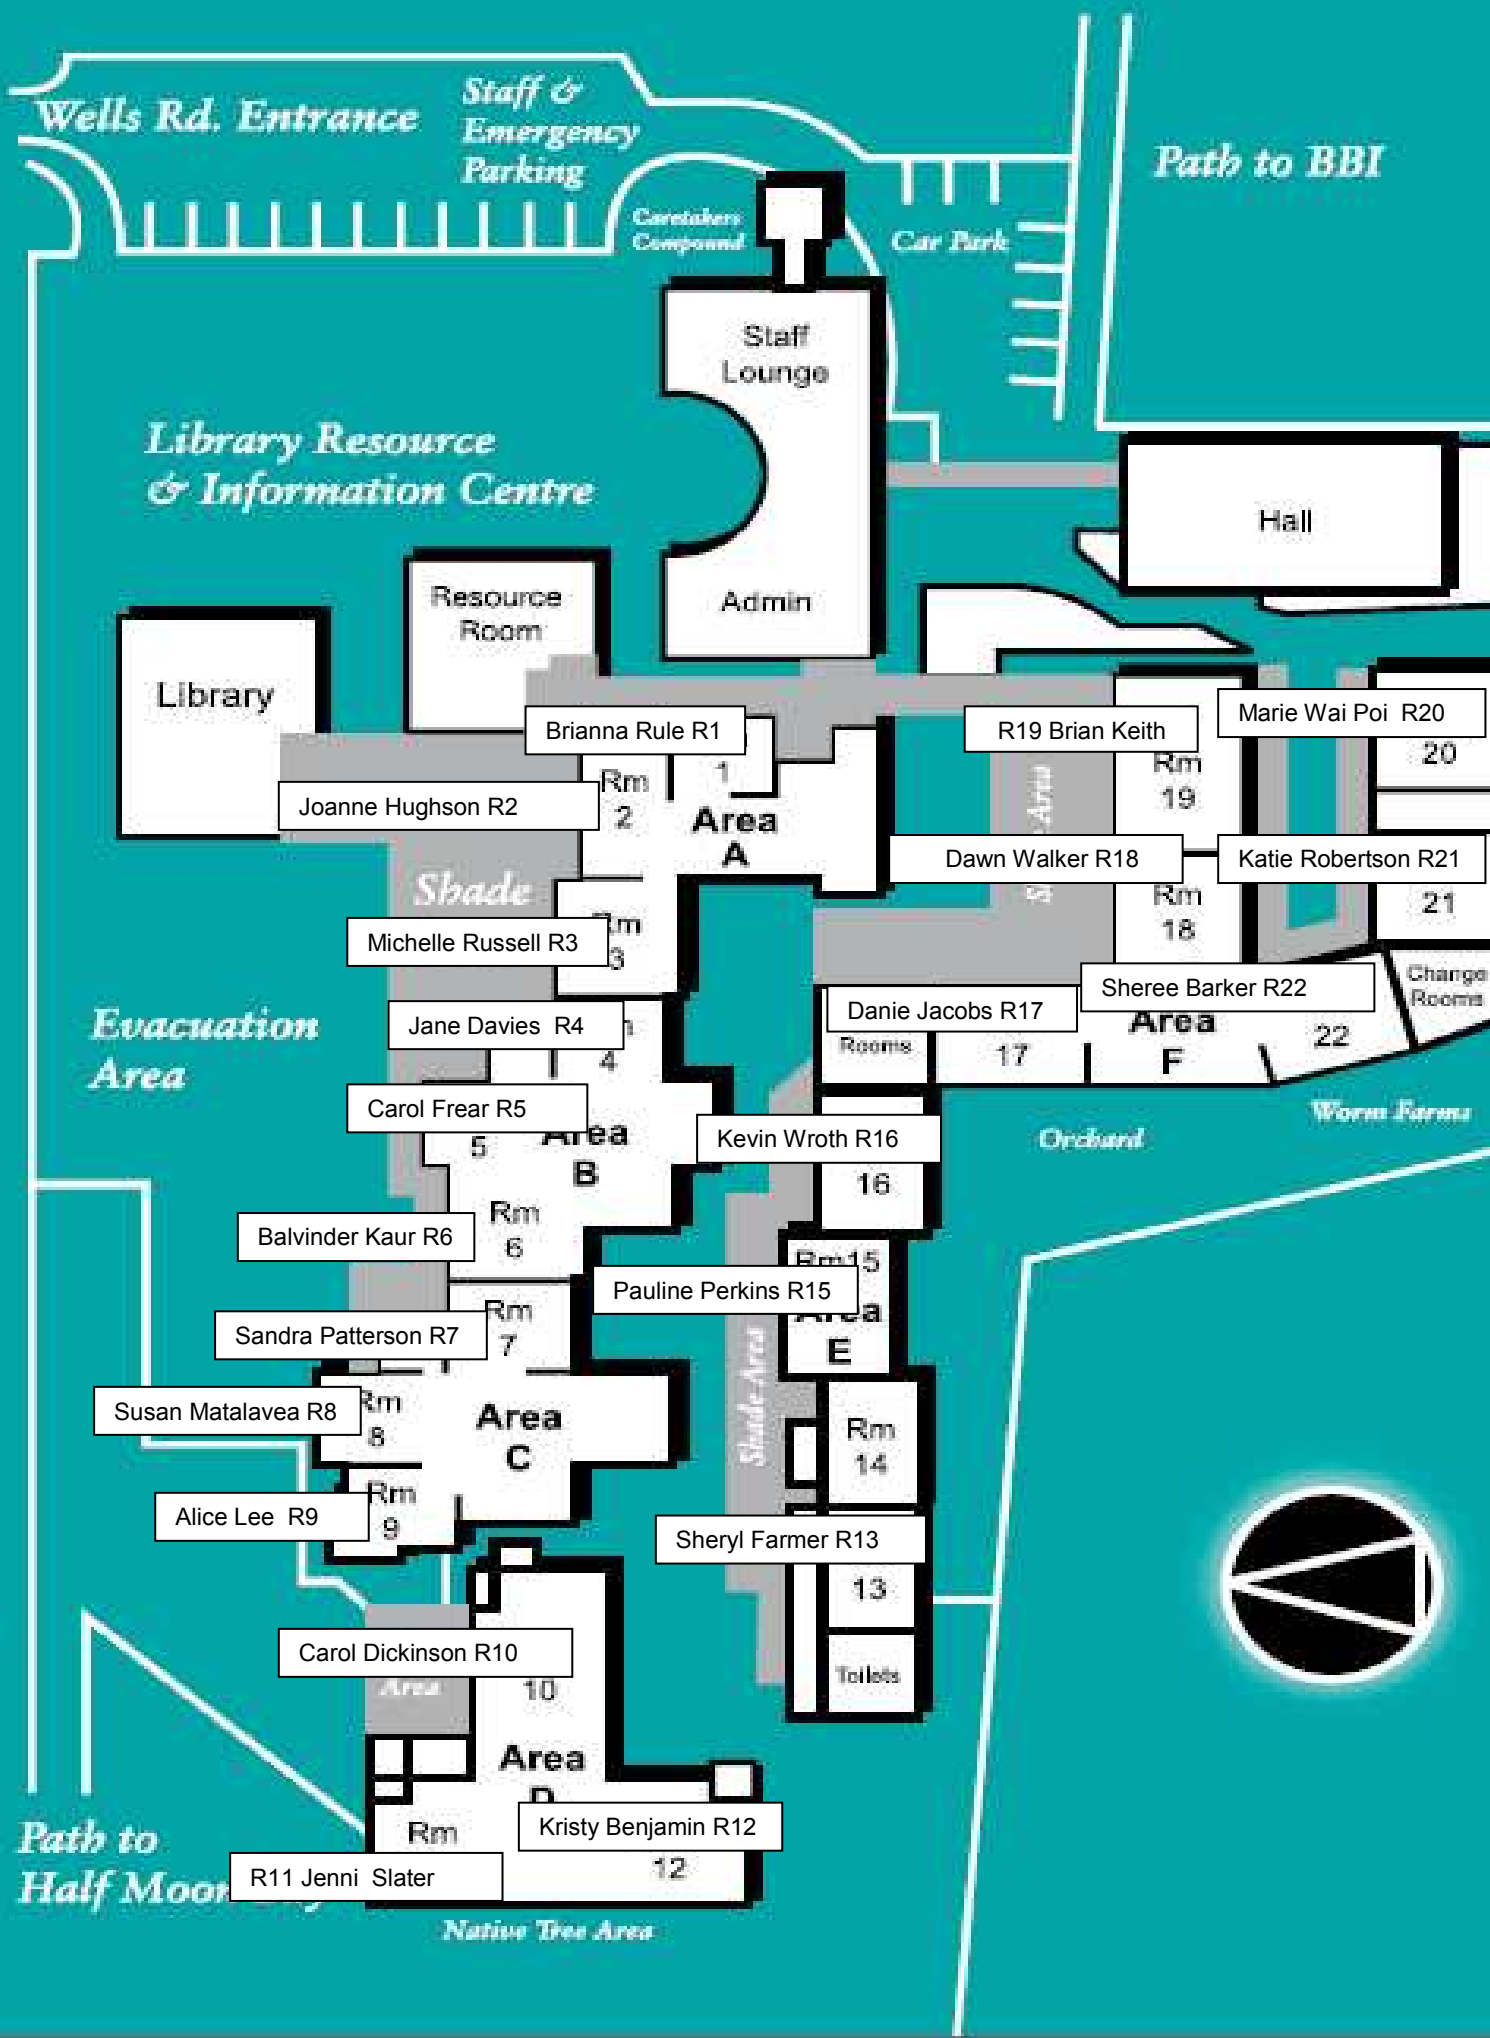 Wells Rd. Entrance
Staff &
Emergency
Parking
Path to BBI
Caretakers
Compound
Car Park
Staff
Lounge
Library Resource
& Information Centre
Hall
Resource
Room
Admin
Library
Brianna Rule R1
R19 Brian Keith
Marie Wai Poi  R20
1
Rm
2
Rm
19
20
Joanne Hughson R2
Area
A
Area
Dawn Walker R18
Katie Robertson R21
Shade
Rm
18
21
Michelle Russell R3
3
Sheree Barker R22
Change
Rooms
Evacuation
Area
Jane Davies  R4
4
Danie Jacobs R17
Rooms
17
Area
F
22
Carol Frear R5
5
Area
B
Kevin Wroth R16
16
Orchard
Worm Farms
Rm
6
Balvinder Kaur R6
Rm15
Pauline Perkins R15
Area
E
Rm
7
Sandra Patterson R7
Shade Area
Susan Matalavea R8
Rm
8
Area
C
Rm
14
Alice Lee  R9
Rm
9
Sheryl Farmer R13
13
Carol Dickinson R10
Area
10
Toilets
Area
D
Rm
Kristy Benjamin R12
12
Path to
Half Moon
R11 Jenni  Slater
Native Tree Area